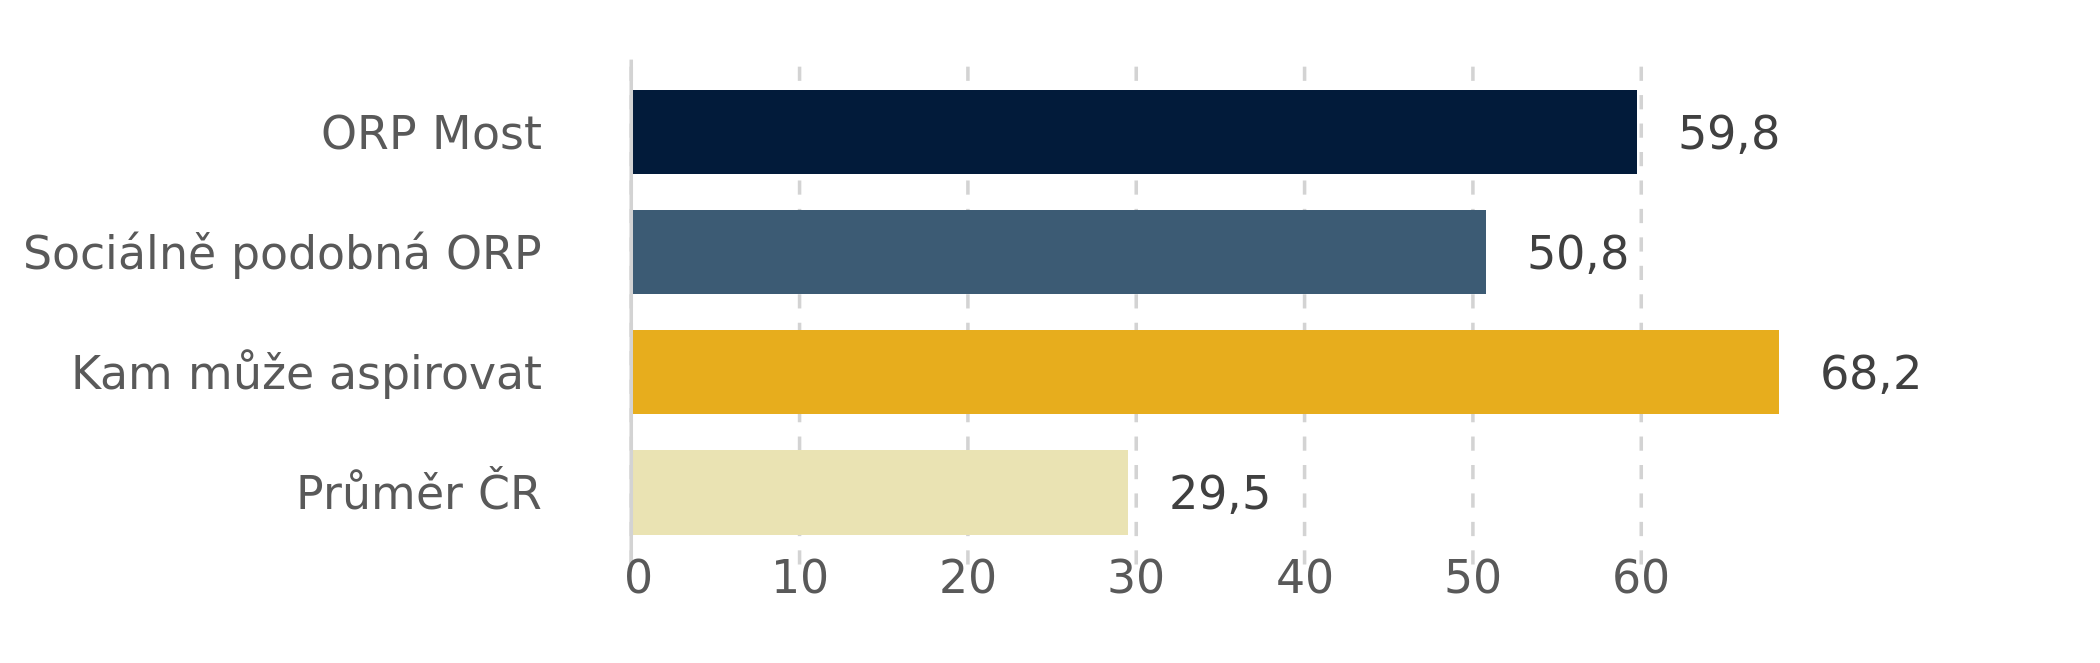 ORP Most 59,8
Sociálně podobná ORP 50,8
Kam může aspirovat 68,2
Průměr ČR 29,5
0 10 20 30 40 50 60